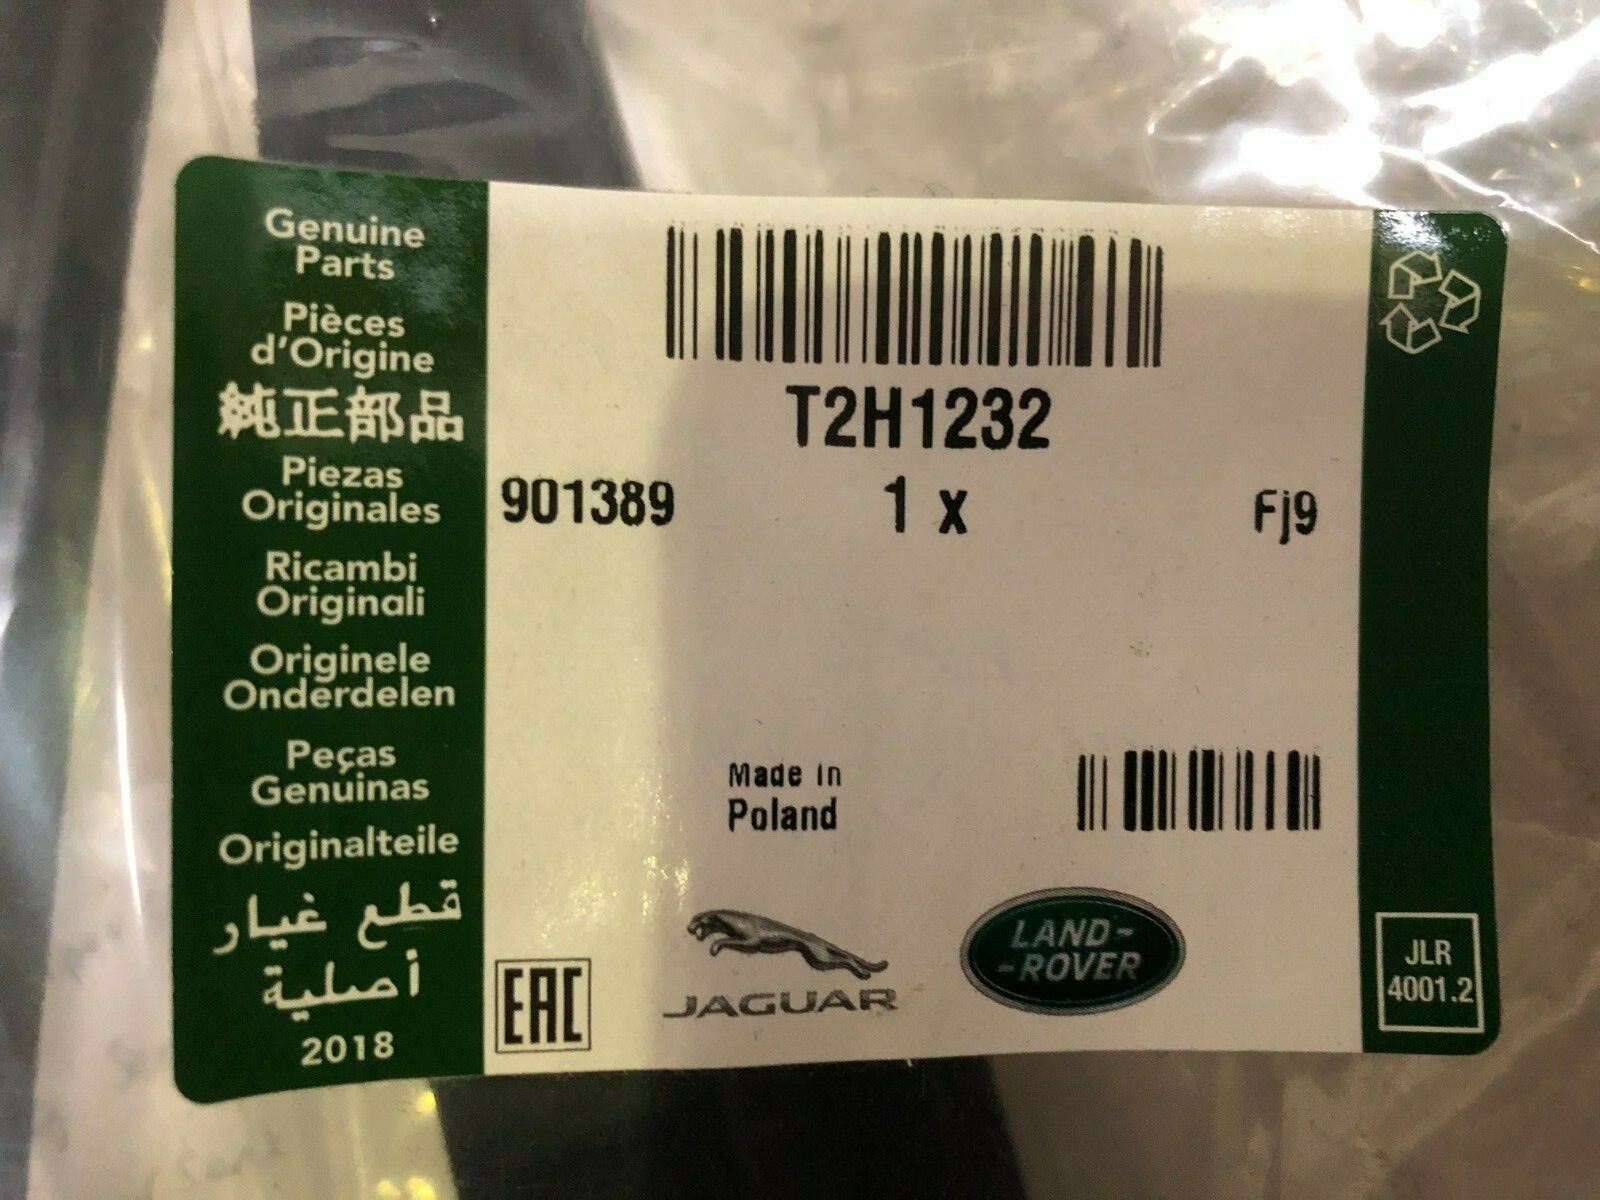 Genuine
Parts
Pièces
d'Origine
純正部品
Piezas
Originales
Ricambi
Originali
Originele
Onderdelen
Peças
Genuinas
Originalteile
قطع غيار
أصلية
2018
T2H1232
901389 1 x Fj9
Made in
Poland
EAC
JAGUAR
LAND-
-ROVER
JLR
4001.2